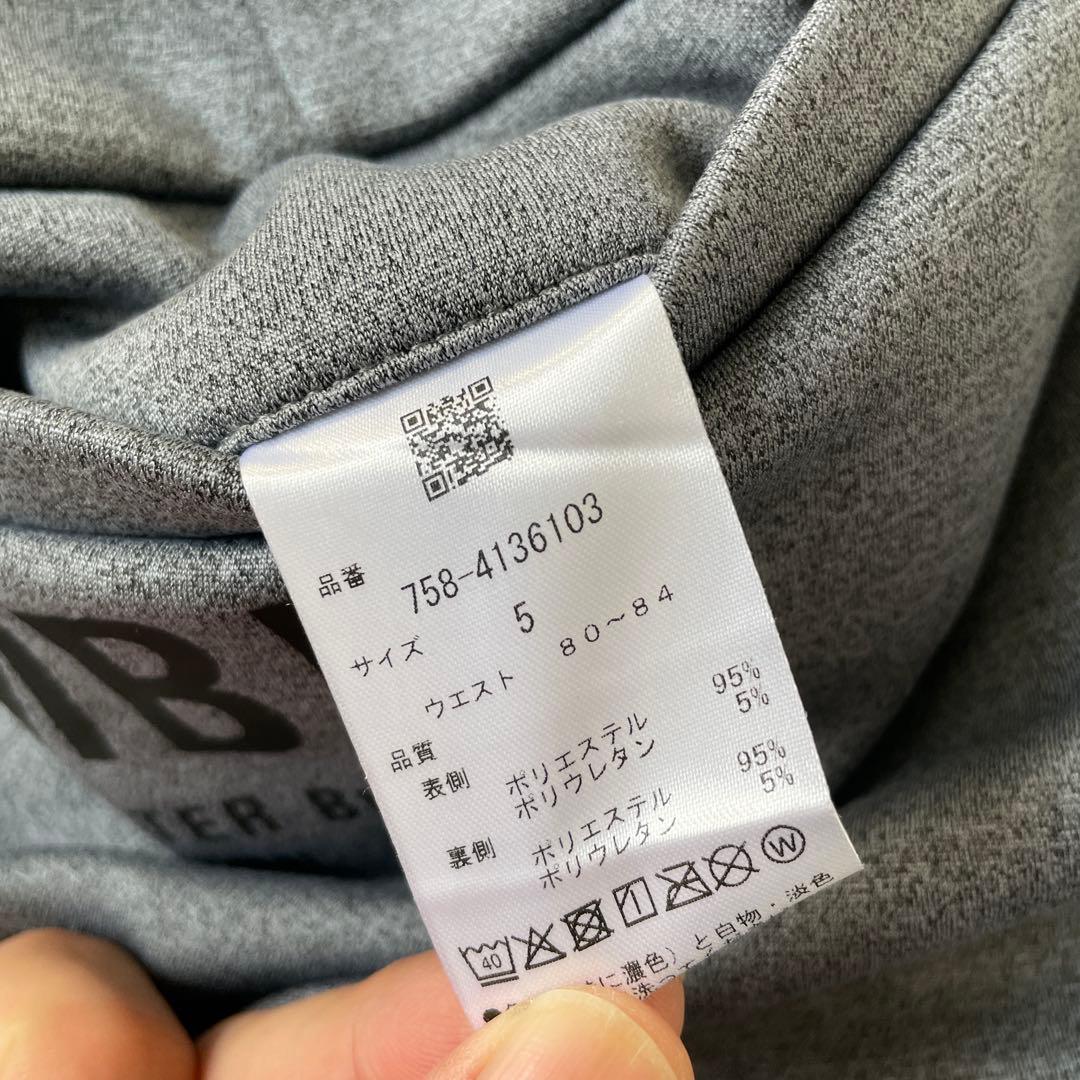 品番 758-4136103
サイズ 5
ウエスト 80~84
品質
表側 ポリエステル 95%
ポリウレタン 5%
裏側 ポリエステル 95%
ポリウレタン 5%
40
W
に濃色)と白物・淡色
洗っ
TER B